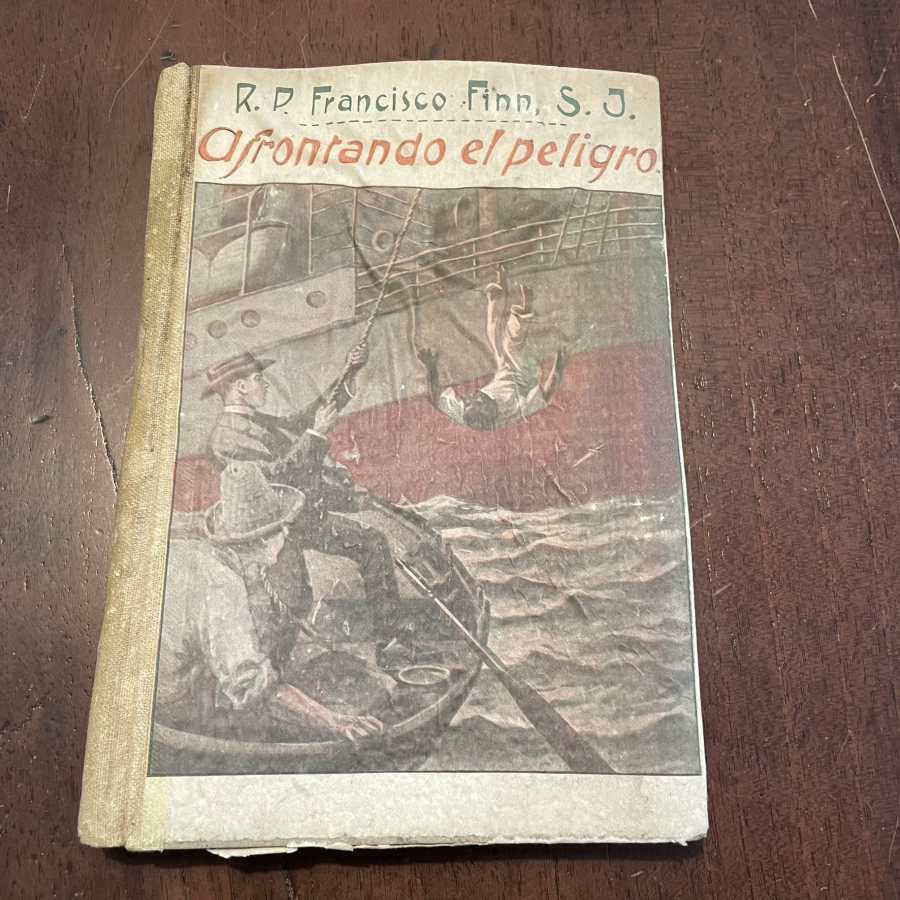 R. P. Francisco Finn, S. J.
Afrontando el peligro.